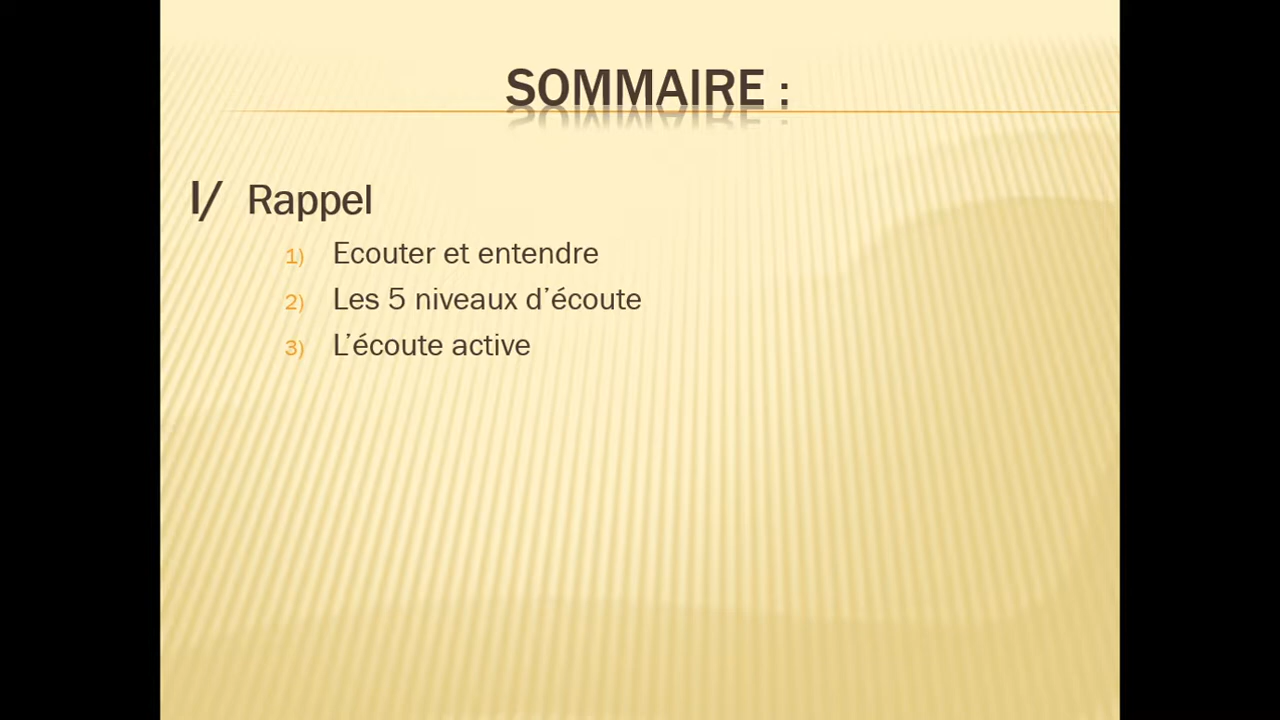 SOMMAIRE :
I/ Rappel
1) Ecouter et entendre
2) Les 5 niveaux d’écoute
3) L’écoute active